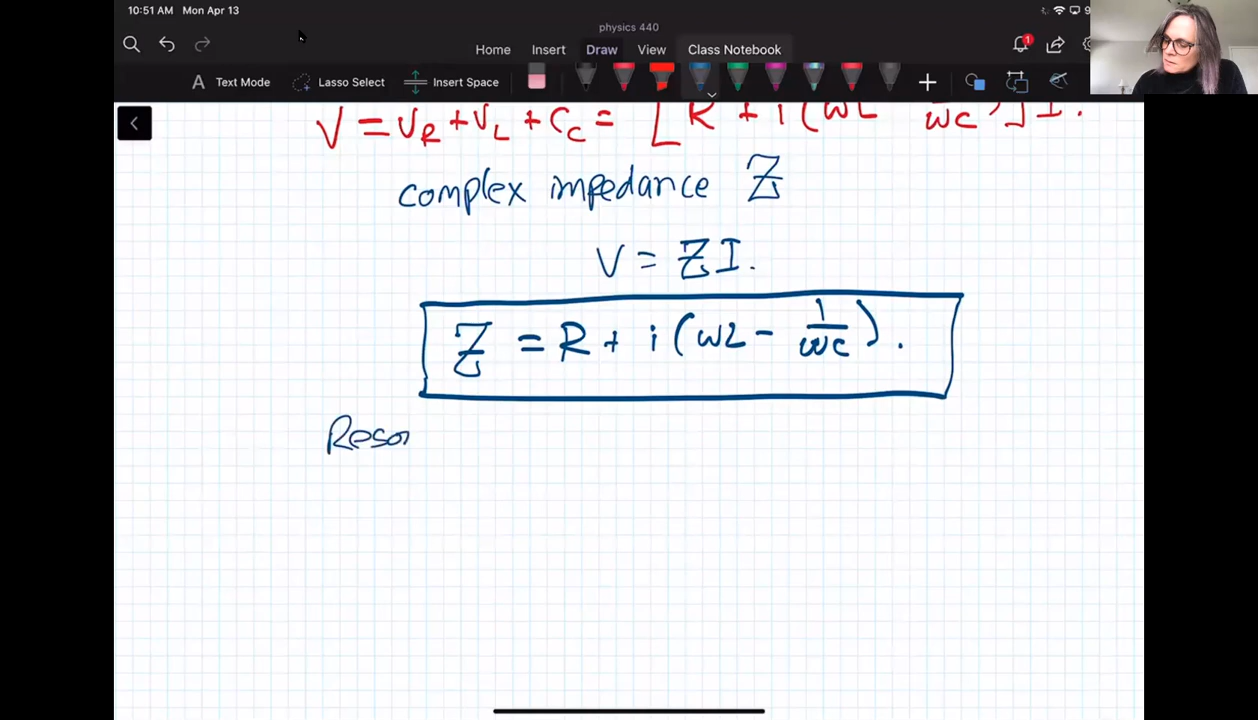 10:51 AM Mon Apr 13
physics 440
Home Insert Draw View Class Notebook
1
Text Mode Lasso Select Insert Space
V = V_R + V_L + C_C = [R + i(ωL - 1/ωC)] I.
complex impedance Z
V = Z I.
Z = R + i(ωL - 1/ωC).
Reson